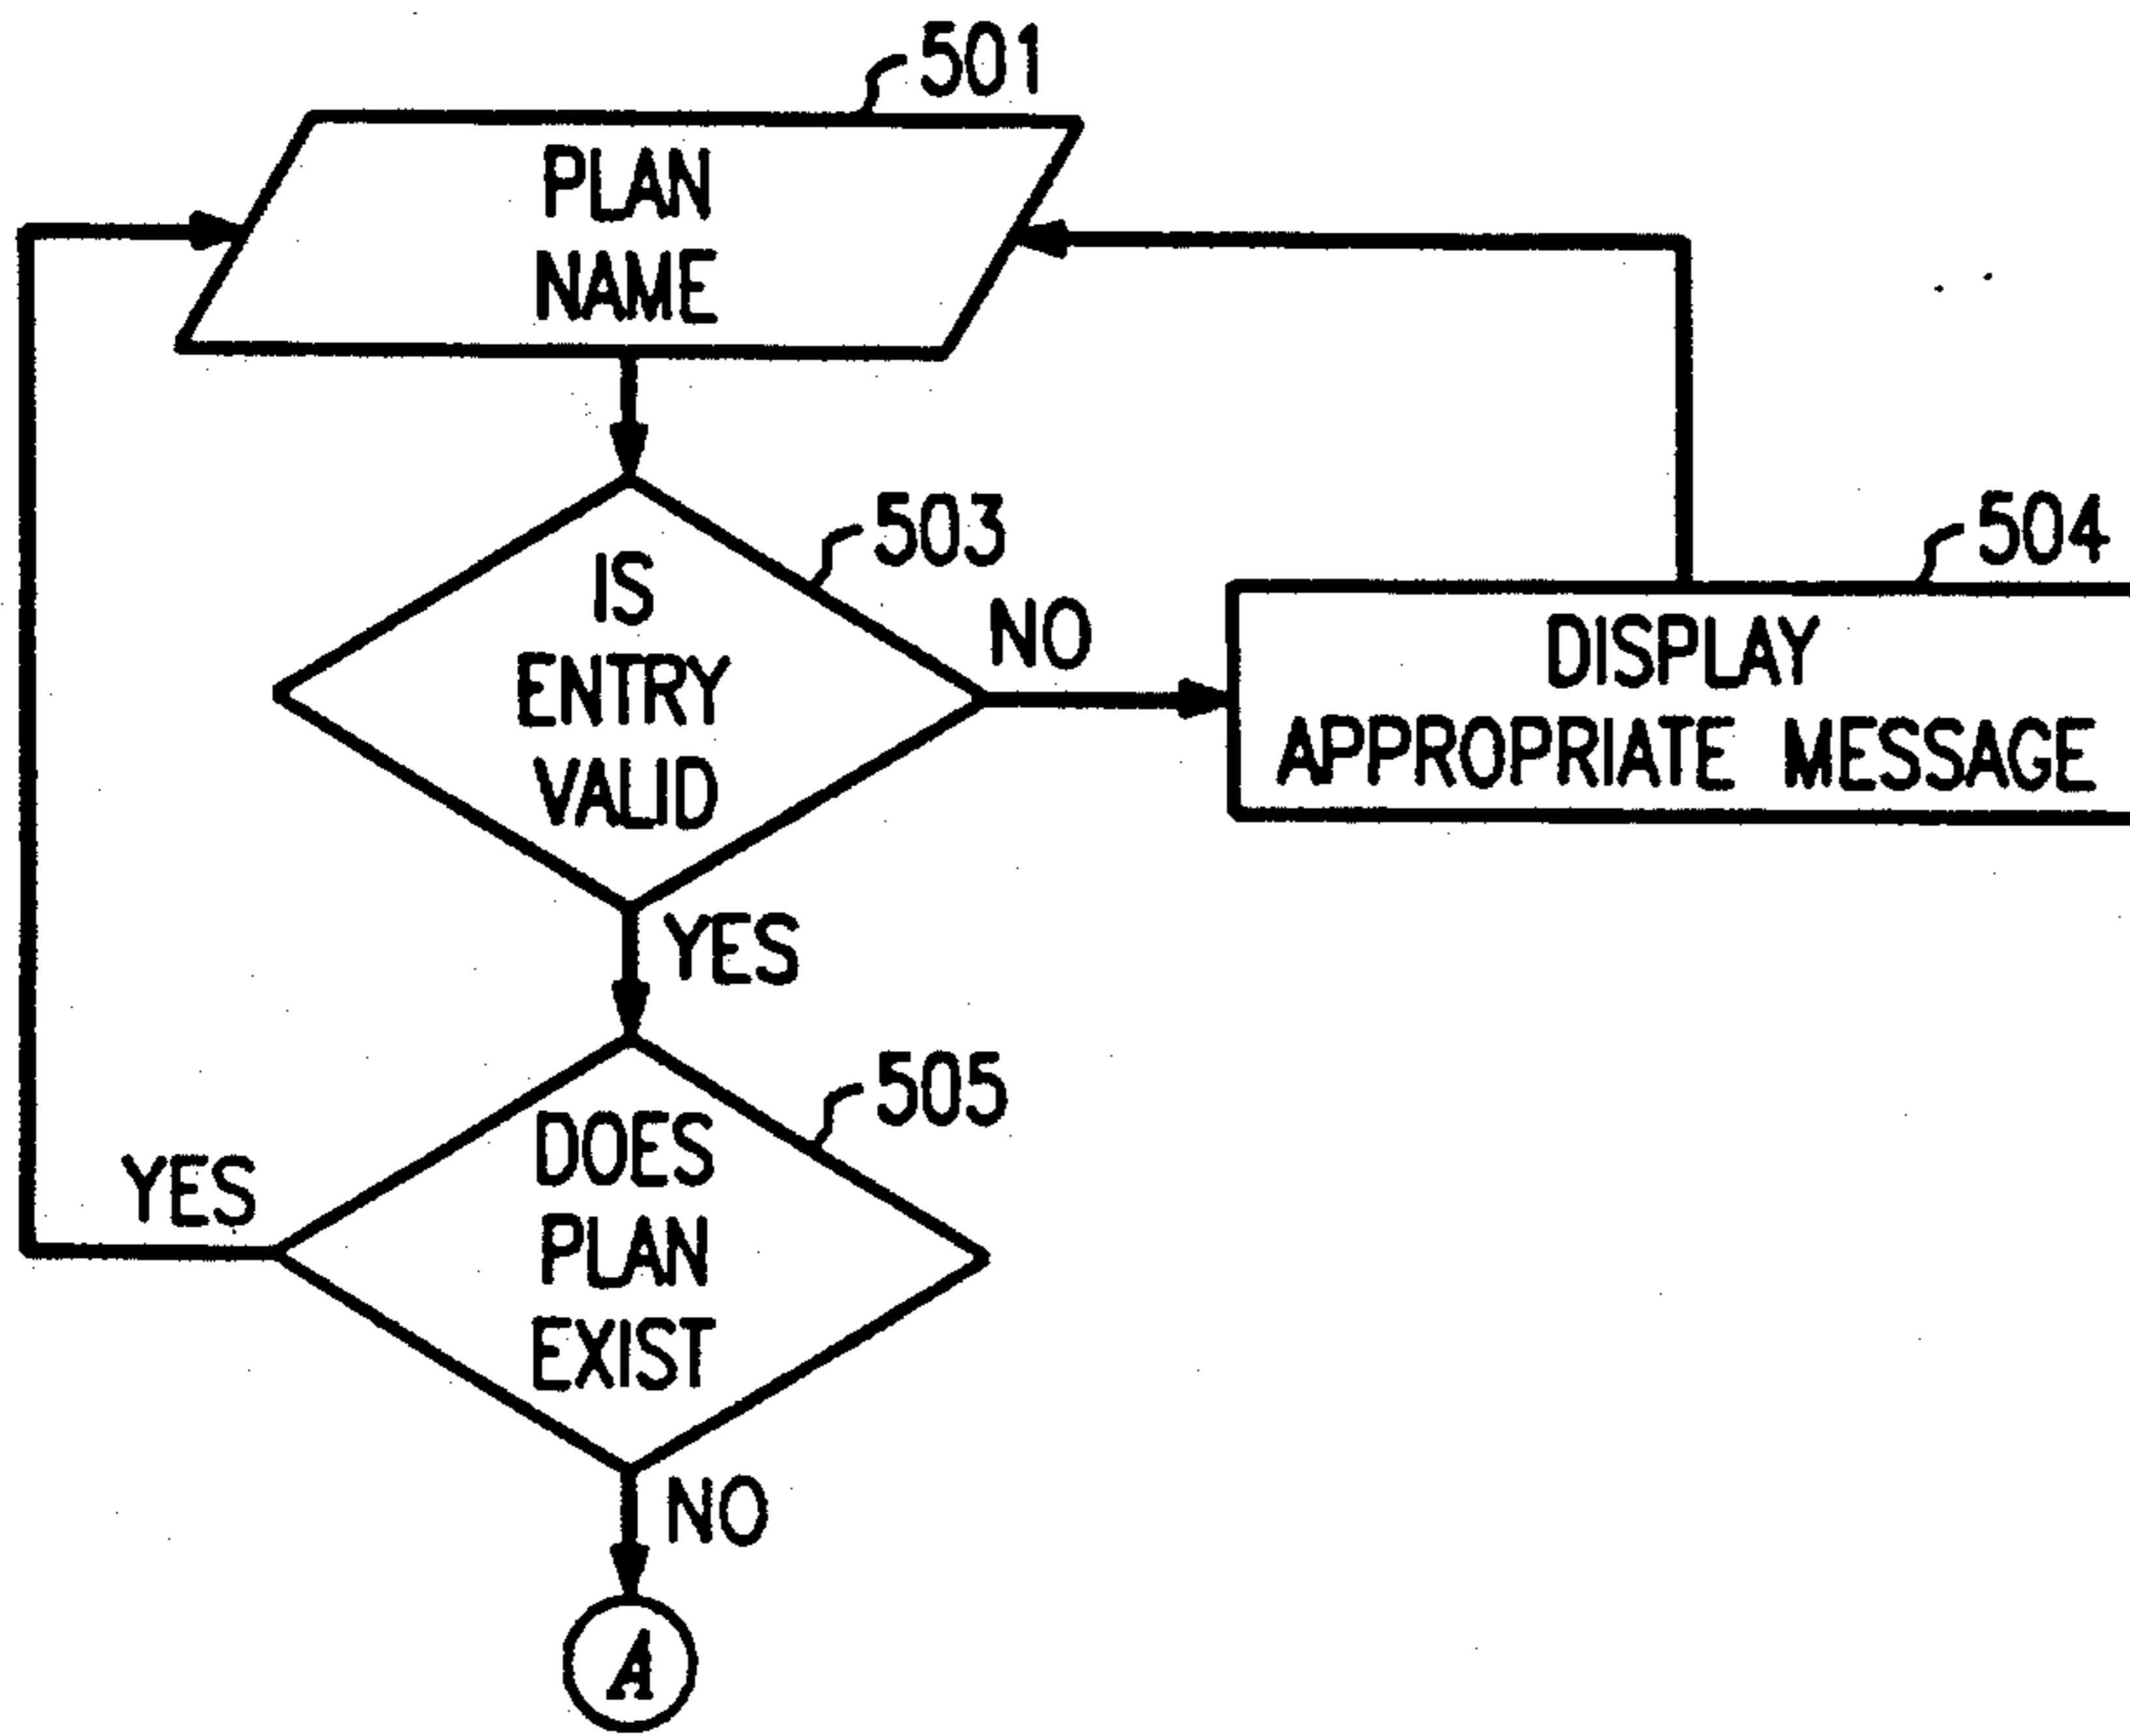 501
PLAN
NAME
503
IS
ENTRY
VALID
NO
504
DISPLAY
APPROPRIATE MESSAGE
YES
505
DOES
PLAN
EXIST
YES
NO
A